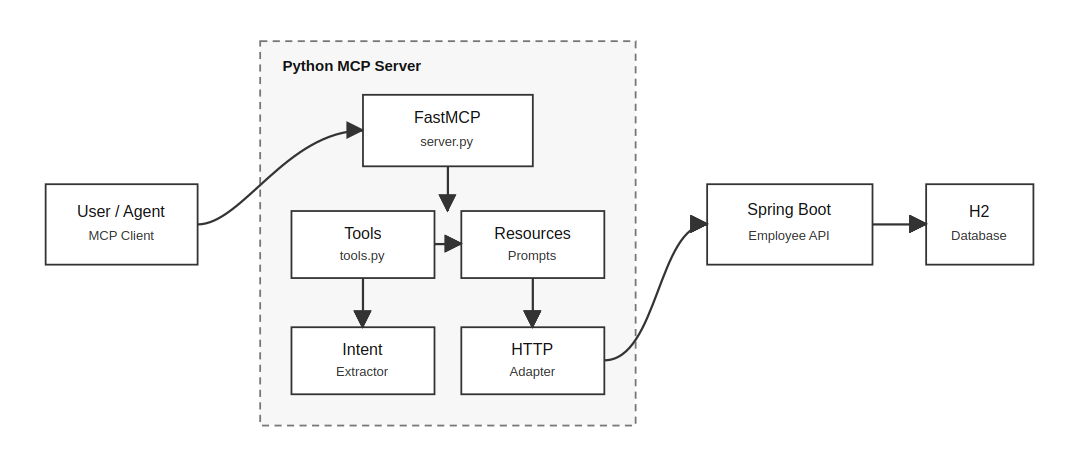 Python MCP Server
FastMCP
server.py
User / Agent
MCP Client
Tools
tools.py
Resources
Prompts
Intent
Extractor
HTTP
Adapter
Spring Boot
Employee API
H2
Database